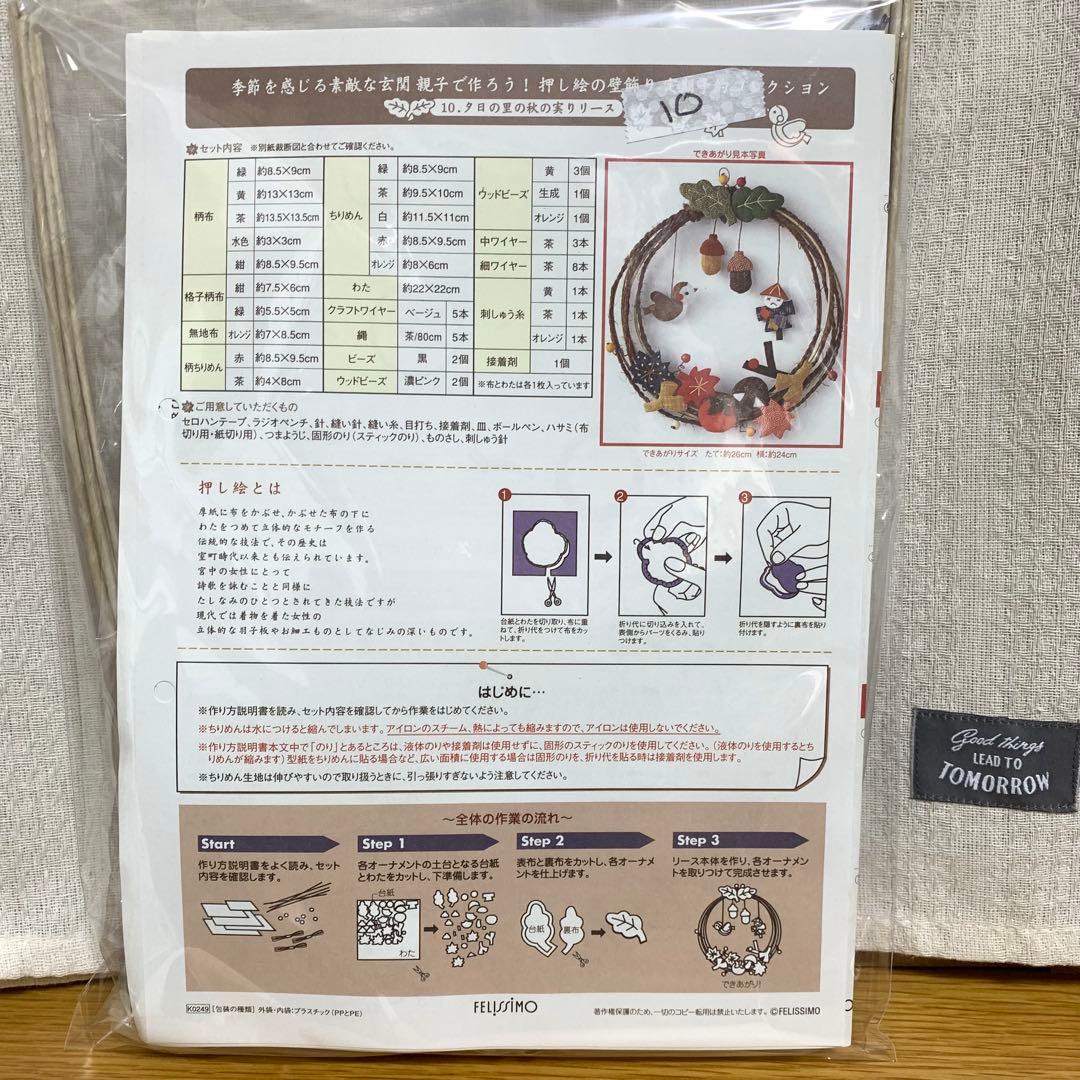 季節を感じる素敵な玄関 親子で作ろう! 押し絵の壁飾り クション
10.夕日の里の秋の実りリース
10
セット内容 ※別紙裁断図と合わせてご確認ください。
柄布 緑 約8.5×9cm
黄 約13×13cm
茶 約13.5×13.5cm
水色 約3×3cm
紺 約8.5×9.5cm
格子柄布 紺 約7.5×6cm
緑 約5.5×5cm
無地布 オレンジ 約7×8.5cm
柄ちりめん 赤 約8.5×9.5cm
茶 約4×8cm
ちりめん 緑 約8.5×9cm
茶 約9.5×10cm
白 約11.5×11cm
赤 約8.5×9.5cm
オレンジ 約8×6cm
わた 約22×22cm
クラフトワイヤー ベージュ 5本
縄 茶/80cm 5本
ビーズ 黒 2個
ウッドビーズ 濃ピンク 2個
ウッドビーズ 黄 3個
生成 1個
オレンジ 1個
中ワイヤー 茶 3本
細ワイヤー 茶 8本
刺しゅう糸 黄 1本
茶 1本
オレンジ 1本
接着剤 1個
※布とわたは各1枚入っています
できあがり見本写真
できあがりサイズ たて:約26cm 横:約24cm
ご用意していただくもの
セロハンテープ、ラジオペンチ、針、縫い針、縫い糸、目打ち、接着剤、皿、ボールペン、ハサミ(布
切り用・紙切り用)、つまようじ、固形のり(スティックのり)、ものさし、刺しゅう針
押し絵とは
厚紙に布をかぶせ、かぶせた布の下に
わたをつめて立体的なモチーフを作る
伝統的な技法で、その歴史は
室町時代以来とも伝えられています。
宮中の女性にとって
詩歌を詠むことと同様に
たしなみのひとつとされてきた技法ですが
現代では着物を着た女性の
立体的な羽子板やお細工ものとしてなじみの深いものです。
1
台紙とわたを切り取り、布に重
ねて、折り代をつけて布をカッ
トします。
2
折り代に切り込みを入れて、
表側からパーツをくるみ、貼り
つけます。
3
折り代を隠すように裏布を貼り
付けます。
はじめに…
※作り方説明書を読み、セット内容を確認してから作業をはじめてください。
※ちりめんは水につけると縮んでしまいます。アイロンのスチーム、熱によっても縮みますので、アイロンは使用しないでください。
※作り方説明書本文中で「のり」とあるところは、液体のりや接着剤は使用せずに、固形のスティックのりを使用してください。(液体のりを使用するとち
りめんが縮みます)型紙をちりめんに貼る場合など、広い面積に使用する場合は固形のりを、折り代を貼る時は接着剤を使用します。
※ちりめん生地は伸びやすいので取り扱うときに、引っ張りすぎないよう注意してください。
～全体の作業の流れ～
Start
作り方説明書をよく読み、セット
内容を確認します。
Step 1
各オーナメントの土台となる台紙
とわたをカットし、下準備します。
台紙
わた
Step 2
表布と裏布をカットし、各オーナメ
ントを仕上げます。
台紙
裏布
Step 3
リース本体を作り、各オーナメン
トを取りつけて完成させます。
できあがり!
K0249 [包装の種類] 外袋・内袋:プラスチック(PPとPE)
FELISSIMO
著作権保護のため、一切のコピー転用は禁止いたします。 ©FELISSIMO
Good things
LEAD TO
TOMORROW